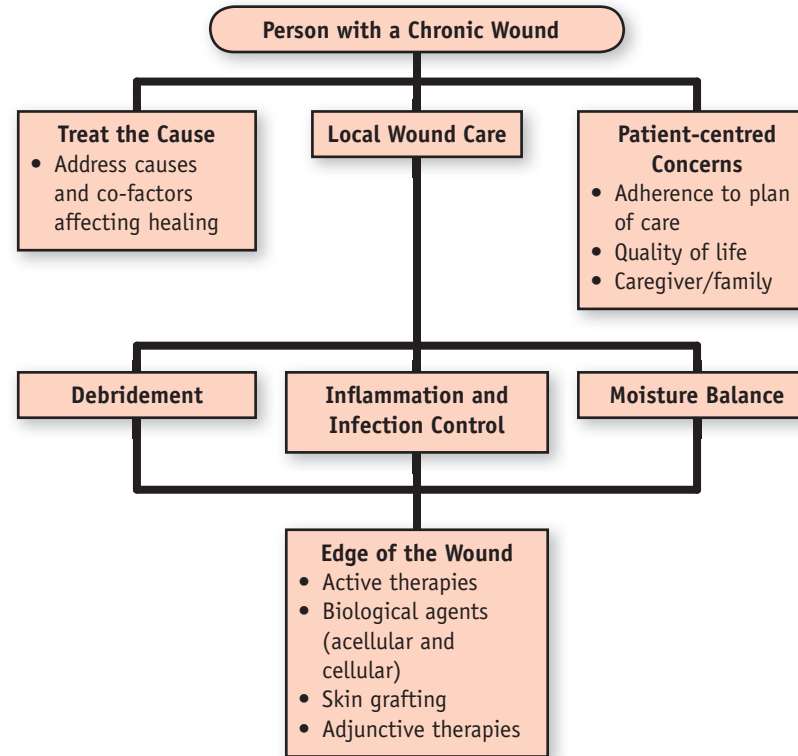 Person with a Chronic Wound
Treat the Cause
• Address causes
and co-factors
affecting healing
Local Wound Care
Patient-centred
Concerns
• Adherence to plan
of care
• Quality of life
• Caregiver/family
Debridement
Inflammation and
Infection Control
Moisture Balance
Edge of the Wound
• Active therapies
• Biological agents
(acellular and
cellular)
• Skin grafting
• Adjunctive therapies